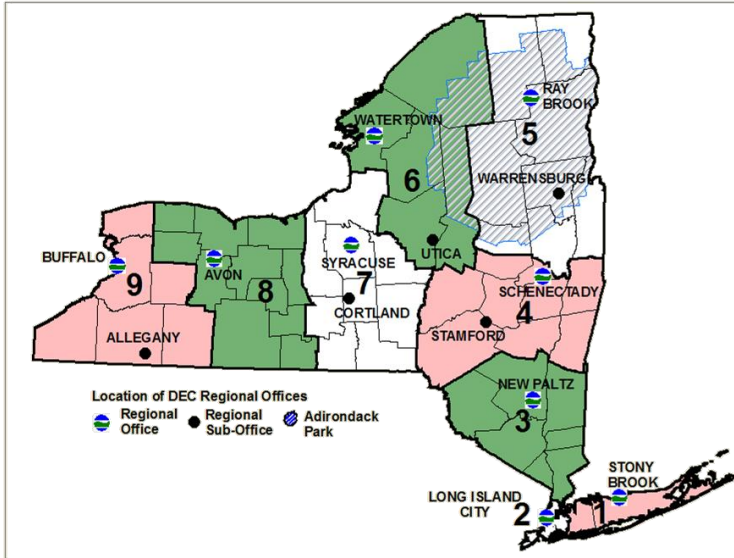 RAY
BROOK
WATERTOWN
5
6
WARRENSBURG
BUFFALO
AVON
SYRACUSE
UTICA
9
8
7
CORTLAND
SCHENECTADY
4
ALLEGANY
STAMFORD
NEW PALTZ
3
Location of DEC Regional Offices
Regional
Office
Regional
Sub-Office
Adirondack
Park
STONY
BROOK
LONG ISLAND
CITY
2
1